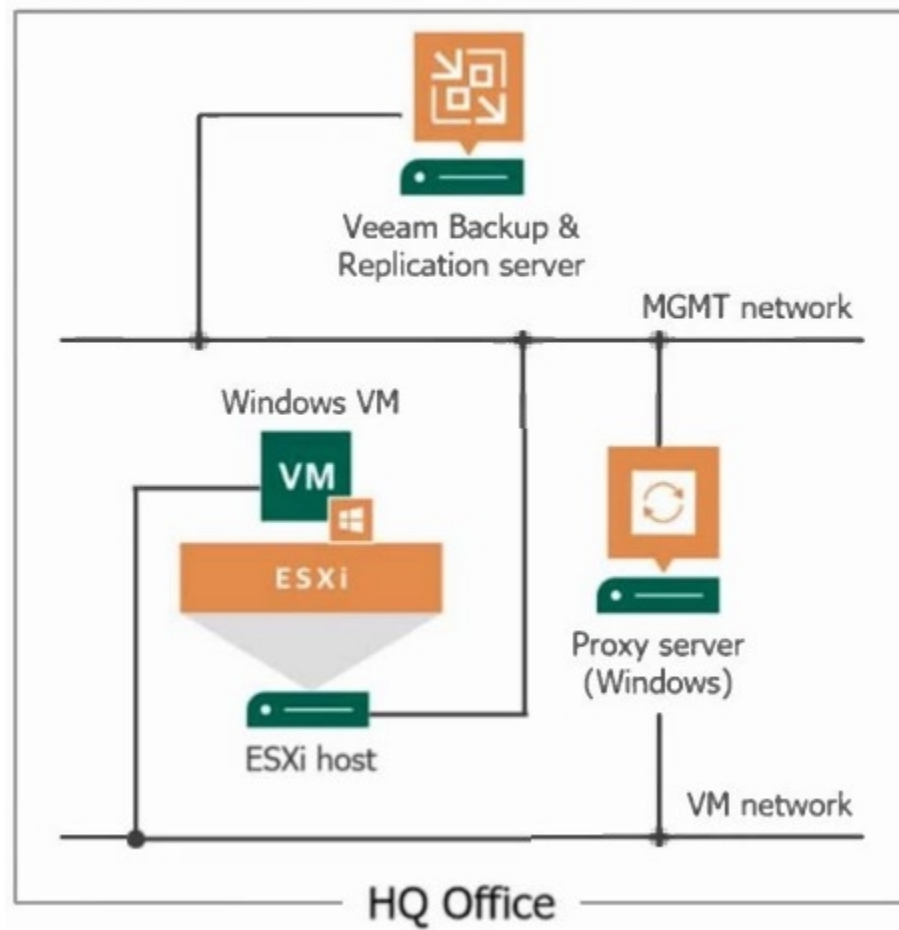 Veeam Backup &
Replication server
MGMT network
Windows VM
VM
ESXi
ESXi host
Proxy server
(Windows)
VM network
HQ Office